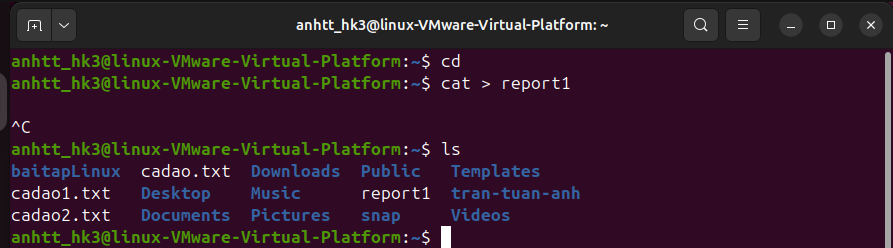 anhtt_hk3@linux-VMware-Virtual-Platform: ~
anhtt_hk3@linux-VMware-Virtual-Platform:~$ cd
anhtt_hk3@linux-VMware-Virtual-Platform:~$ cat > report1
^C
anhtt_hk3@linux-VMware-Virtual-Platform:~$ ls
baitapLinux  cadao.txt  Downloads  Public   Templates
cadao1.txt   Desktop    Music      report1  tran-tuan-anh
cadao2.txt   Documents  Pictures   snap     Videos
anhtt_hk3@linux-VMware-Virtual-Platform:~$